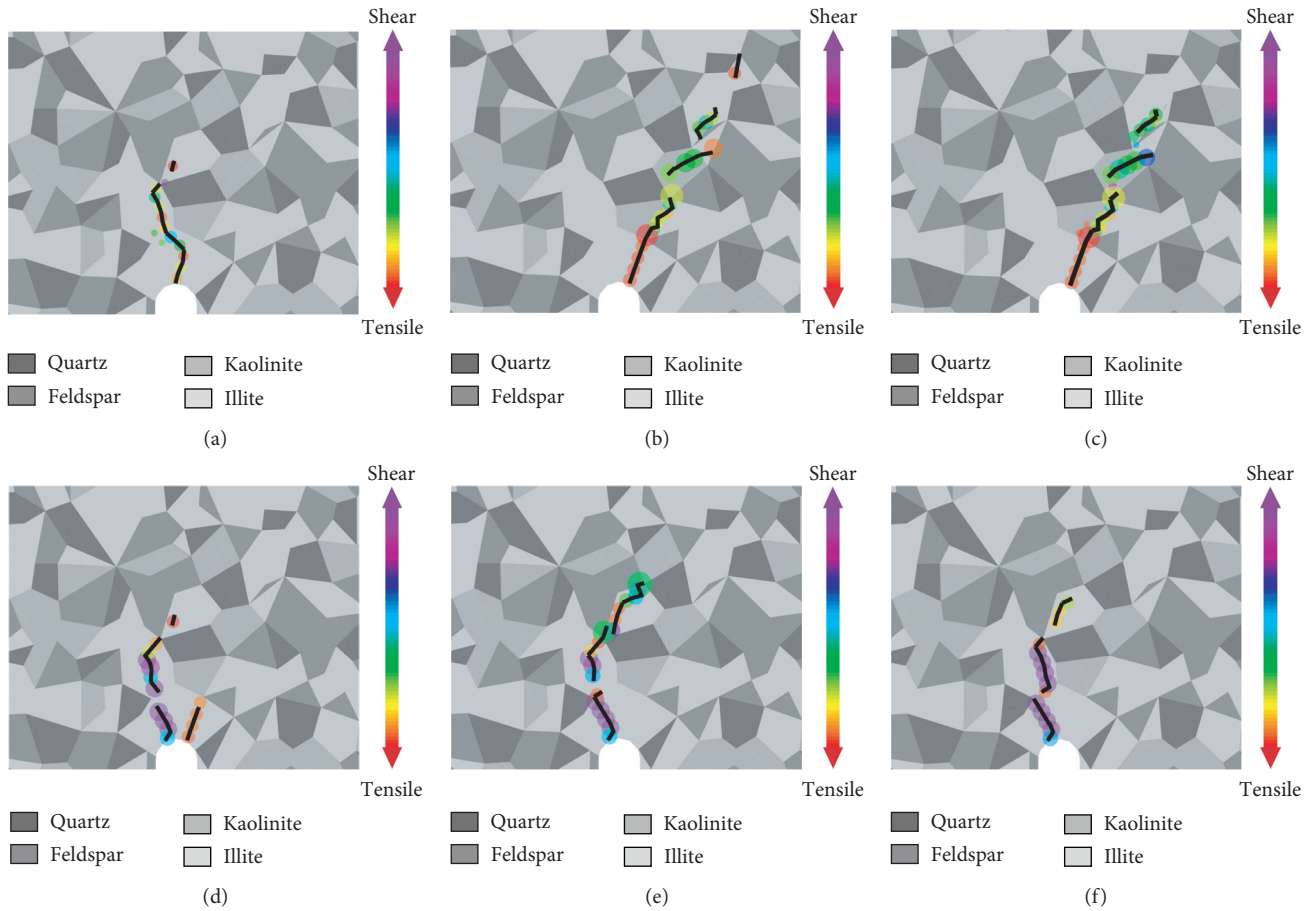 Shear
Shear
Shear
Tensile
Tensile
Tensile
Quartz
Kaolinite
Feldspar
Illite
(a)
Quartz
Kaolinite
Feldspar
Illite
(b)
Quartz
Kaolinite
Feldspar
Illite
(c)
Shear
Shear
Shear
Tensile
Tensile
Tensile
Quartz
Kaolinite
Feldspar
Illite
(d)
Quartz
Kaolinite
Feldspar
Illite
(e)
Quartz
Kaolinite
Feldspar
Illite
(f)